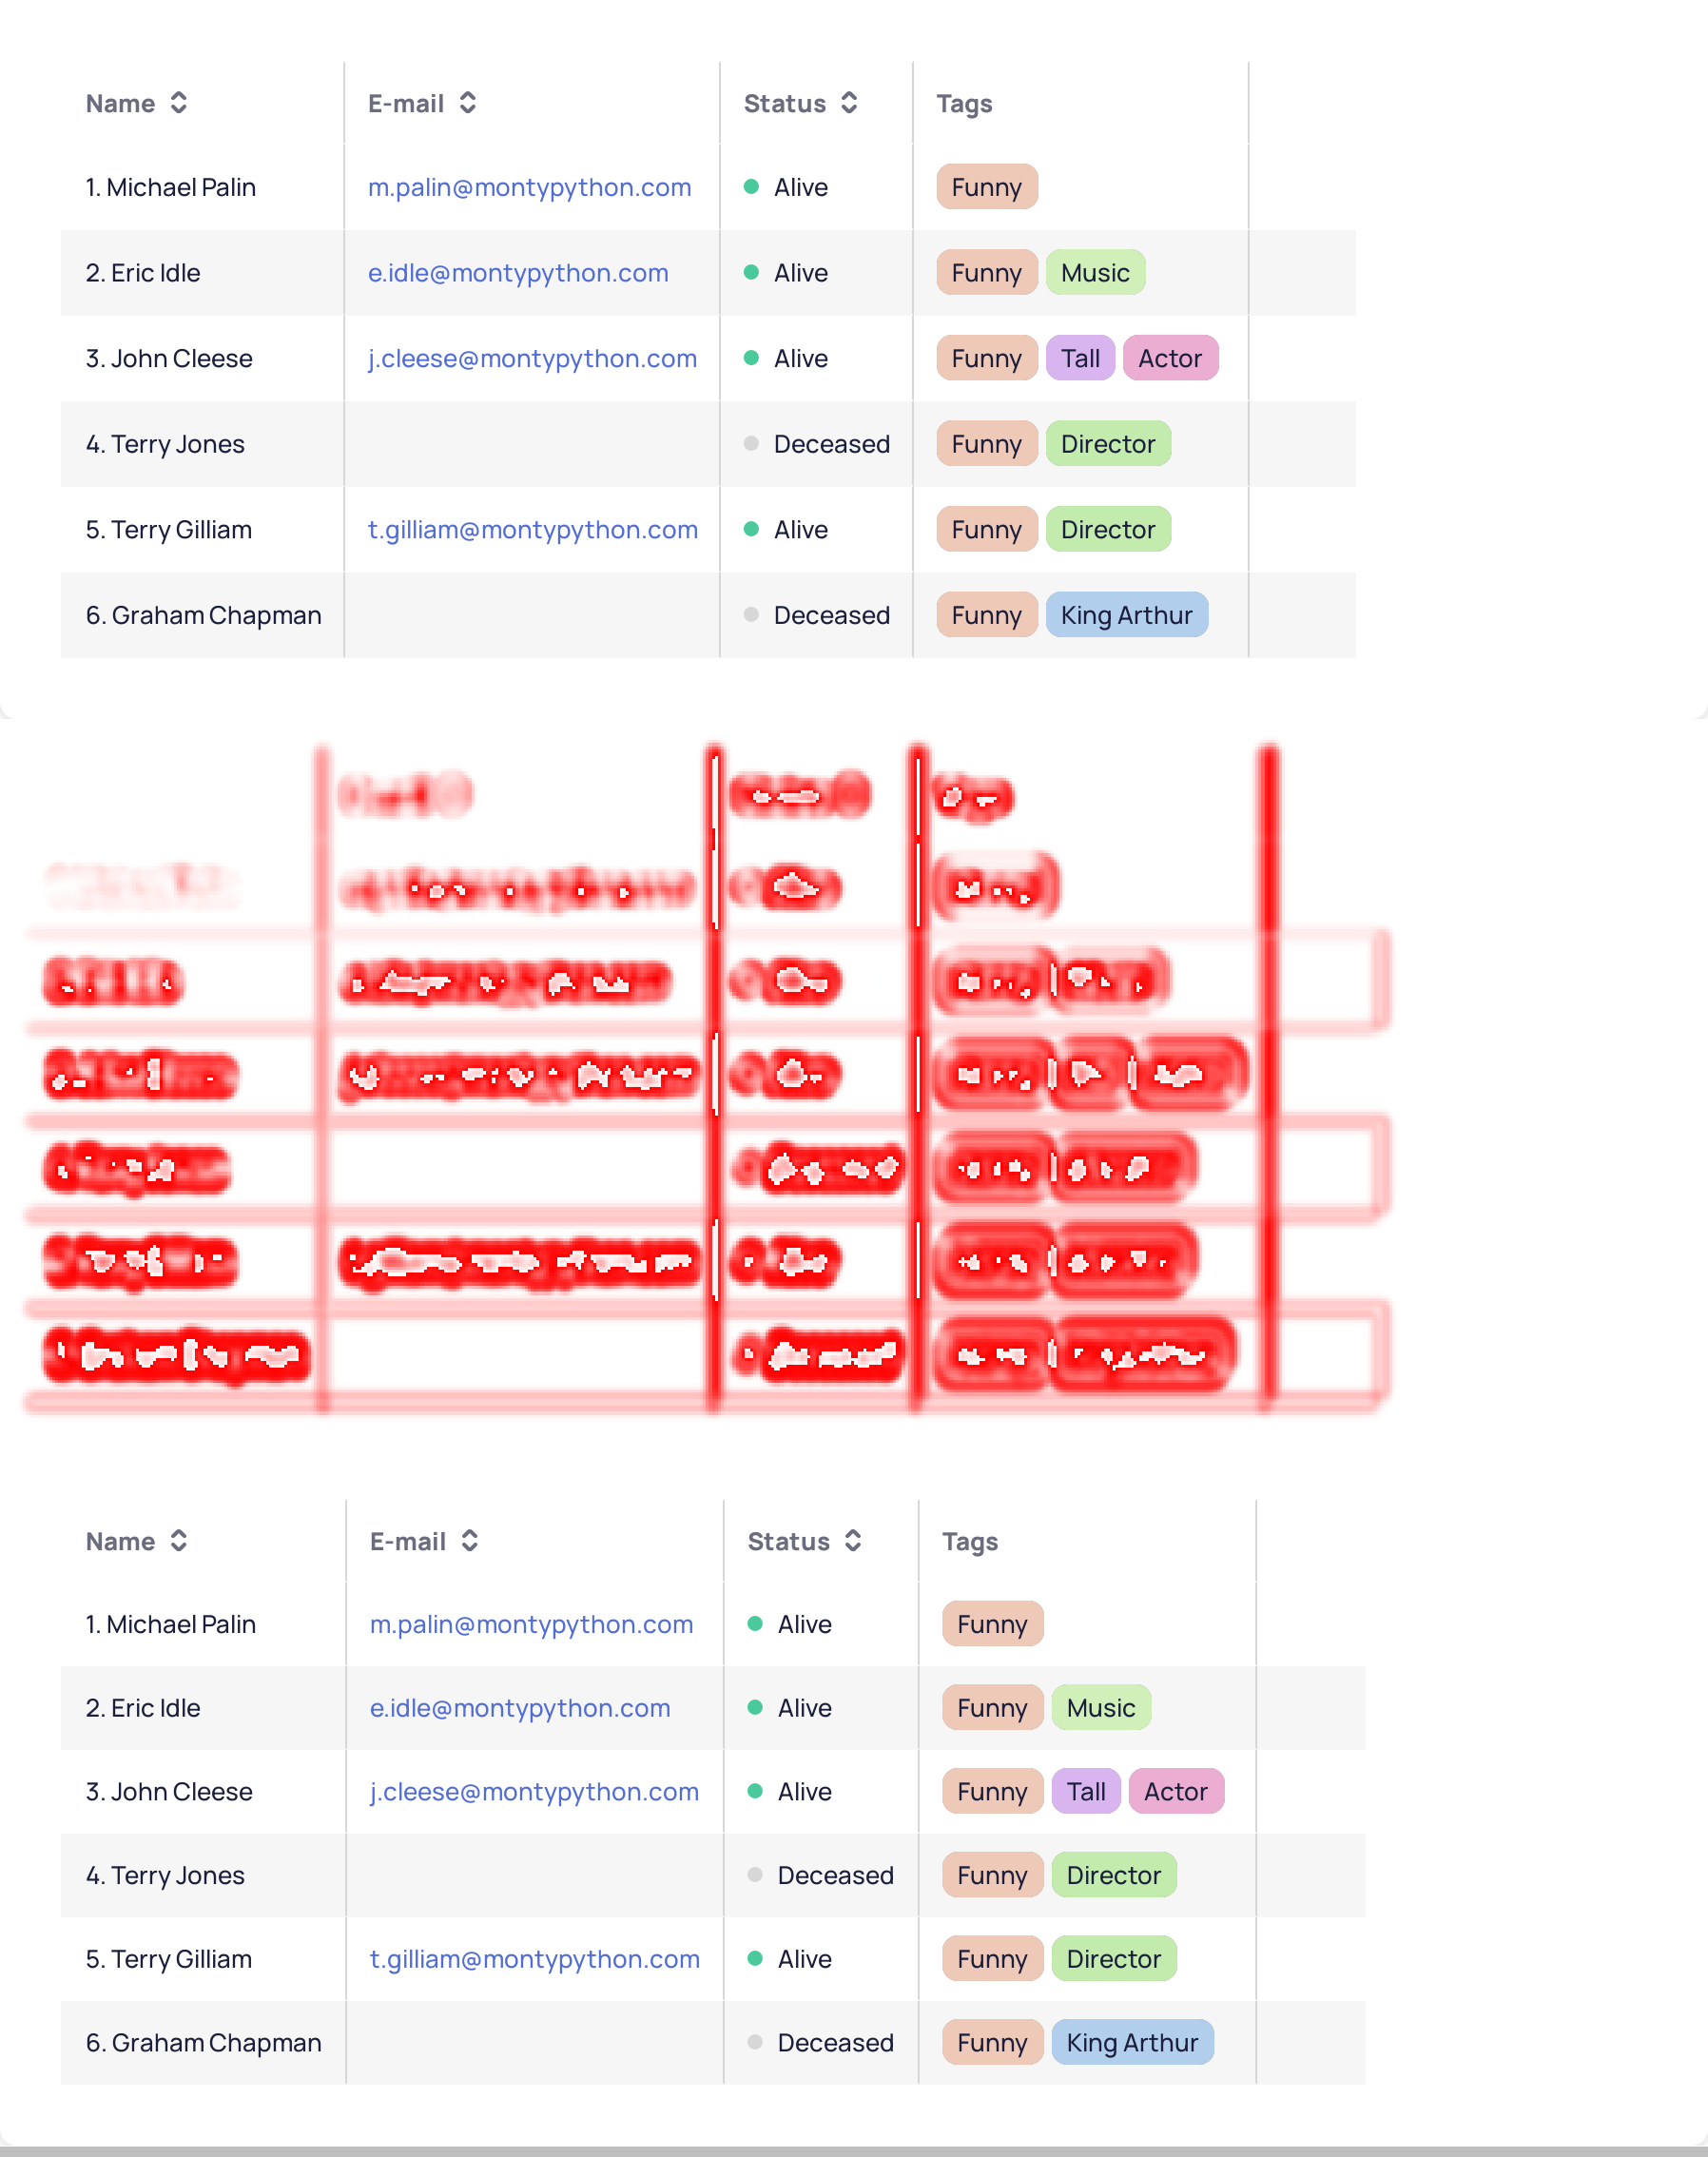 Name E-mail Status Tags
1. Michael Palin m.palin@montypython.com Alive Funny
2. Eric Idle e.idle@montypython.com Alive Funny Music
3. John Cleese j.cleese@montypython.com Alive Funny Tall Actor
4. Terry Jones Deceased Funny Director
5. Terry Gilliam t.gilliam@montypython.com Alive Funny Director
6. Graham Chapman Deceased Funny King Arthur
Name E-mail Status Tags
1. Michael Palin m.palin@montypython.com Alive Funny
2. Eric Idle e.idle@montypython.com Alive Funny Music
3. John Cleese j.cleese@montypython.com Alive Funny Tall Actor
4. Terry Jones Deceased Funny Director
5. Terry Gilliam t.gilliam@montypython.com Alive Funny Director
6. Graham Chapman Deceased Funny King Arthur